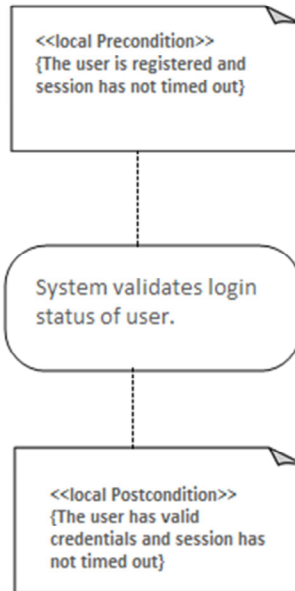 <<local Precondition>>
{The user is registered and
session has not timed out}
System validates login
status of user.
<<local Postcondition>>
{The user has valid
credentials and session has
not timed out}